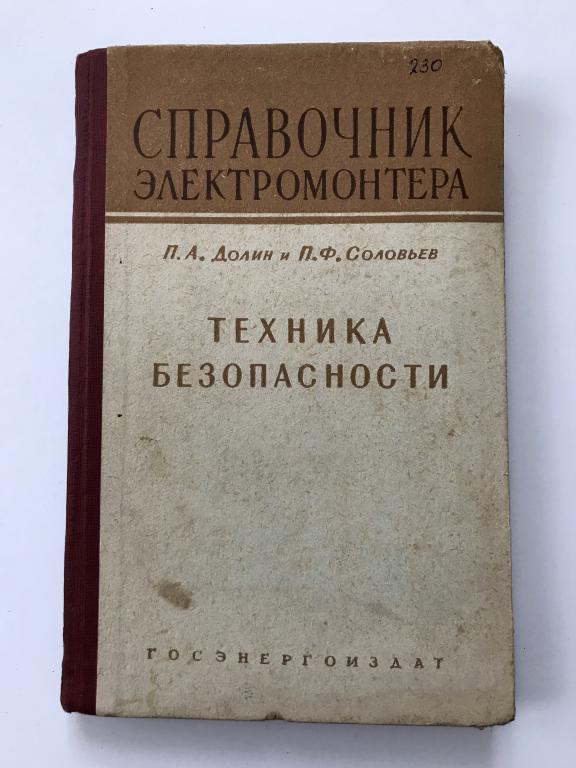 230
СПРАВОЧНИК
ЭЛЕКТРОМОНТЕРА
П. А. ДОЛИН И П. Ф. СОЛОВЬЕВ
ТЕХНИКА
БЕЗОПАСНОСТИ
ГОСЭНЕРГОИЗДАТ